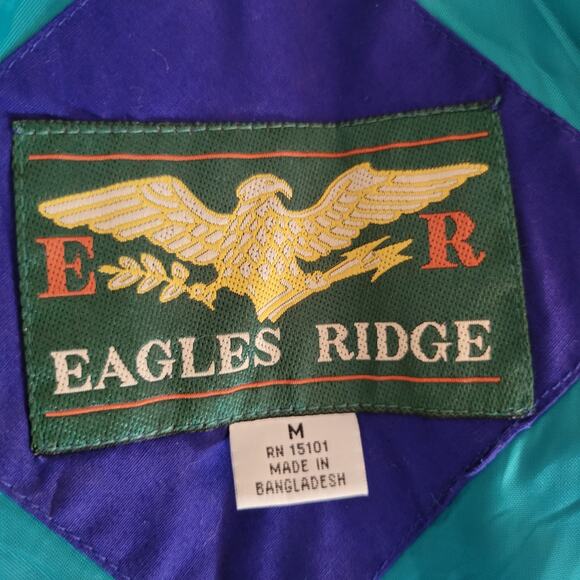 E R
EAGLES RIDGE
M
RN 15101
MADE IN
BANGLADESH